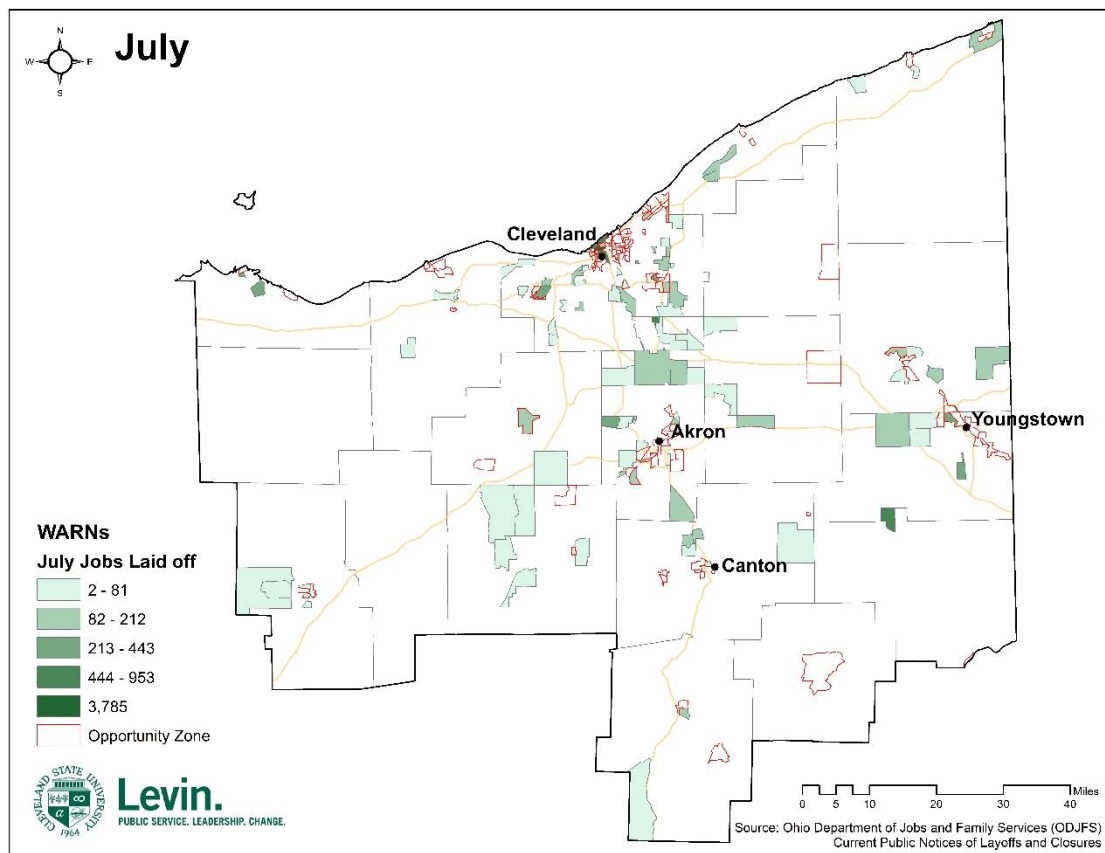 N
W E
S
July
Cleveland
Akron
Youngstown
Canton
WARNs
July Jobs Laid off
2 - 81
82 - 212
213 - 443
444 - 953
3,785
Opportunity Zone
CLEVELAND STATE UNIVERSITY
1964
Levin.
PUBLIC SERVICE. LEADERSHIP. CHANGE.
Miles
0 5 10 20 30 40
Source: Ohio Department of Jobs and Family Services (ODJFS)
Current Public Notices of Layoffs and Closures